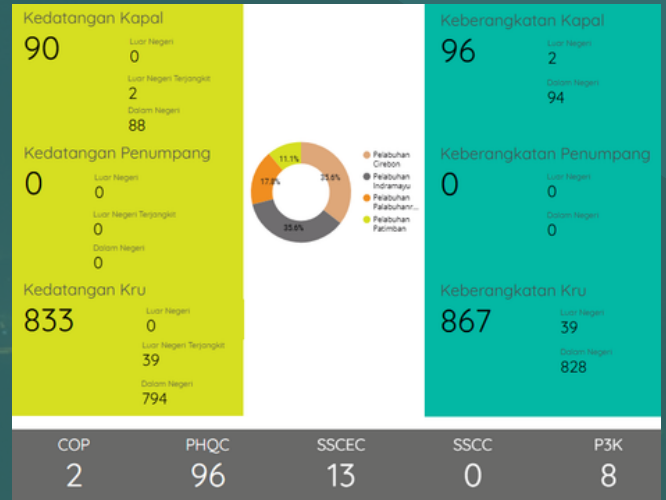 Kedatangan Kapal
90
Luar Negeri
0
Luar Negeri Terjangkit
2
Dalam Negeri
88
Kedatangan Penumpang
0
Luar Negeri
0
Luar Negeri Terjangkit
0
Dalam Negeri
0
Kedatangan Kru
833
Luar Negeri
0
Luar Negeri Terjangkit
39
Dalam Negeri
794
11.1%
17.8%
35.6%
35.6%
Pelabuhan
Cirebon
Pelabuhan
Indramayu
Pelabuhan
Palabuhanr...
Pelabuhan
Patimban
Keberangkatan Kapal
96
Luar Negeri
2
Dalam Negeri
94
Keberangkatan Penumpang
0
Luar Negeri
0
Dalam Negeri
0
Keberangkatan Kru
867
Luar Negeri
39
Dalam Negeri
828
COP PHQC SSCEC SSCC P3K
2 96 13 0 8